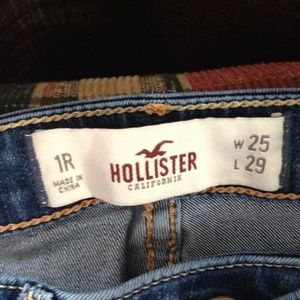 1R
MADE IN
CHINA
HOLLISTER
CALIFORNIA
W 25
L 29